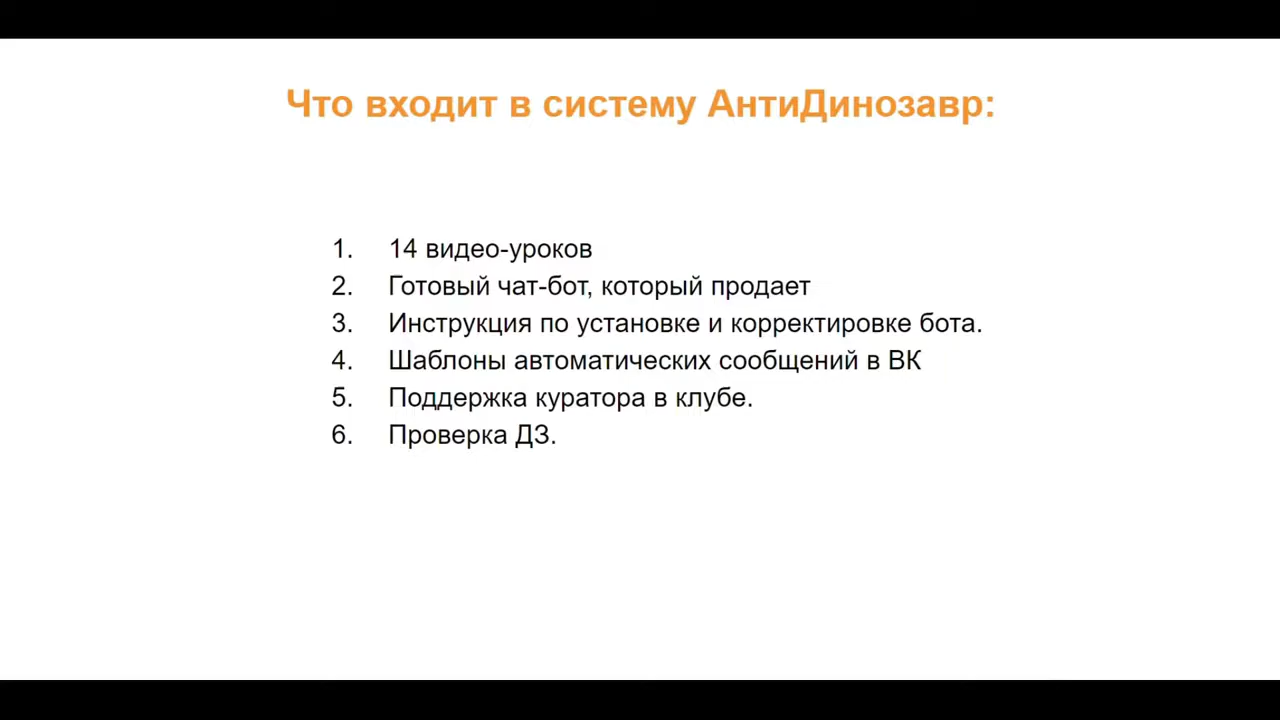 Что входит в систему АнтиДинозавр:
1. 14 видео-уроков
2. Готовый чат-бот, который продает
3. Инструкция по установке и корректировке бота.
4. Шаблоны автоматических сообщений в ВК
5. Поддержка куратора в клубе.
6. Проверка ДЗ.